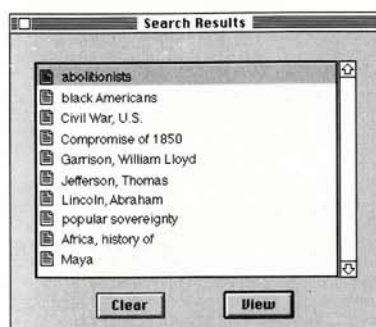 Search Results
abolitionists
black Americans
Civil War, U.S.
Compromise of 1850
Garrison, William Lloyd
Jefferson, Thomas
Lincoln, Abraham
popular sovereignty
Africa, history of
Maya
Clear View